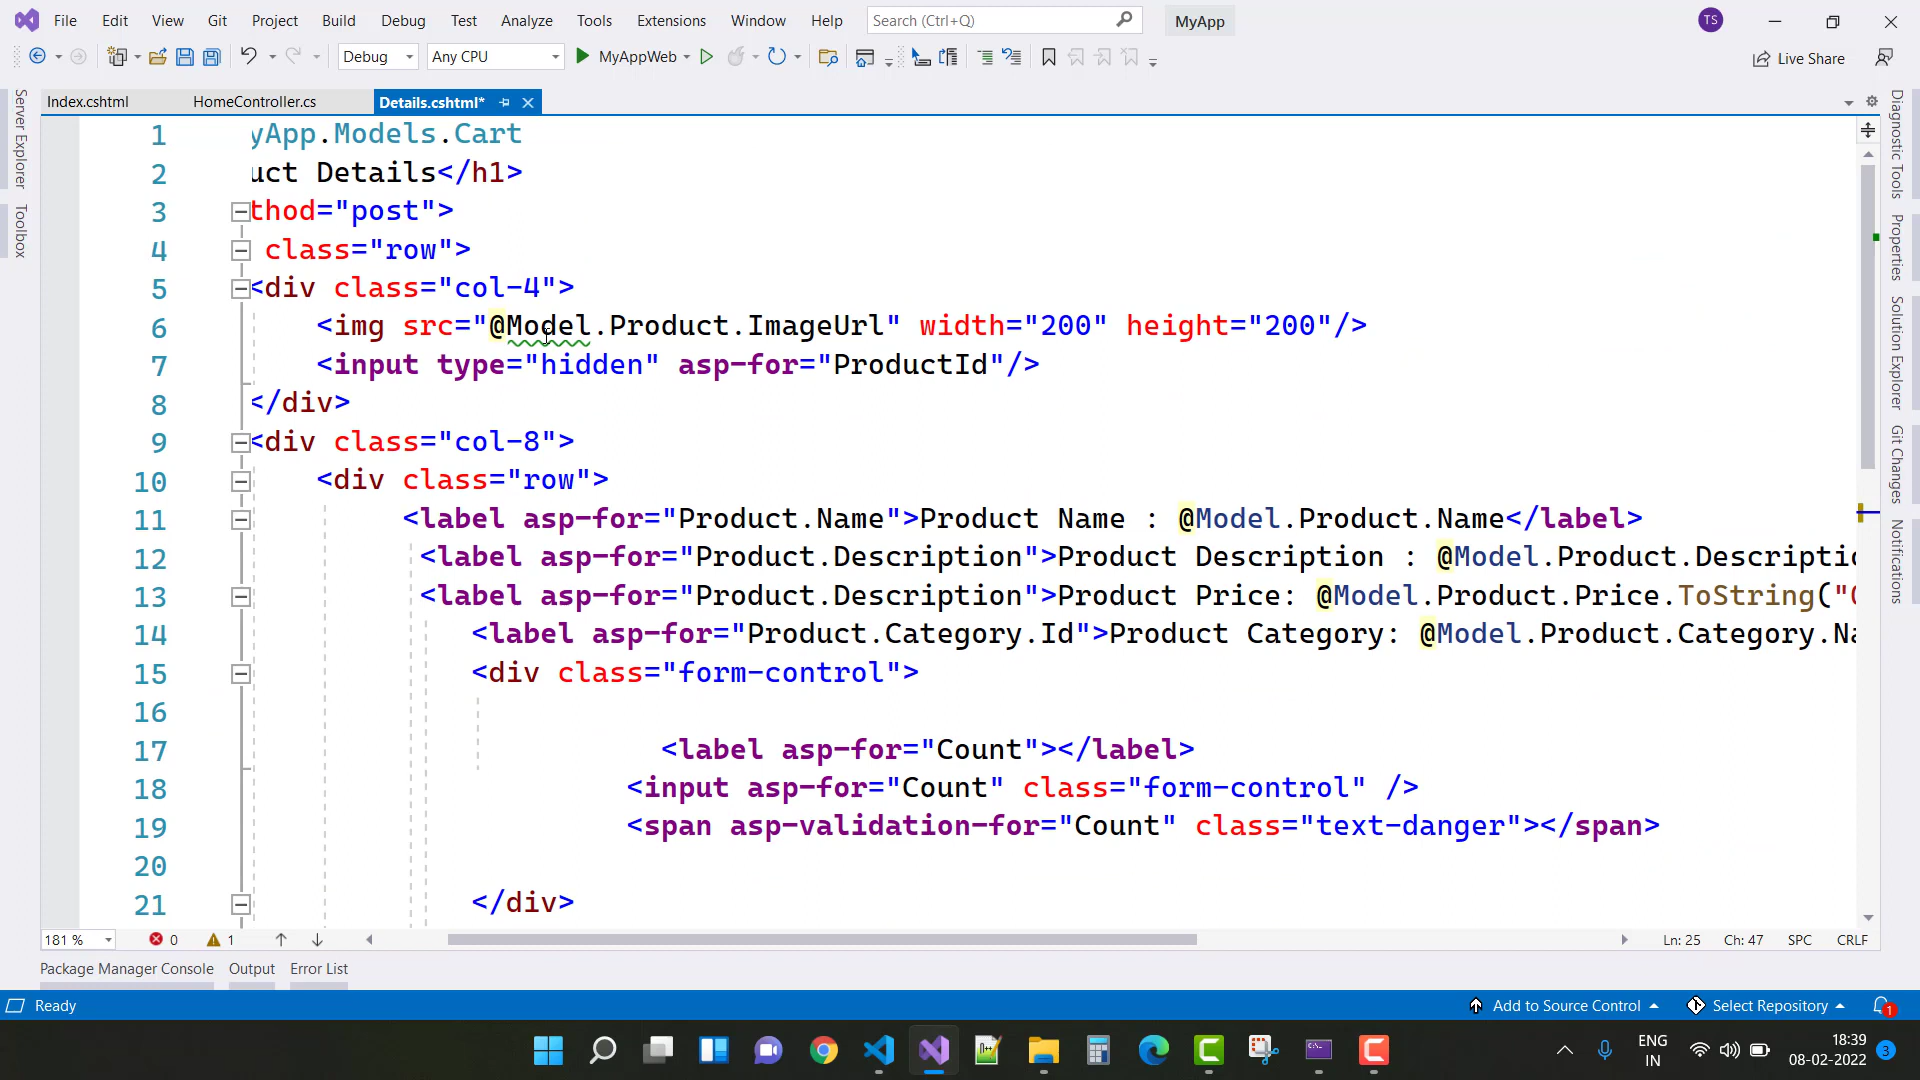 File Edit View Git Project Build Debug Test Analyze Tools Extensions Window Help Search (Ctrl+Q) MyApp TS
Debug Any CPU MyAppWeb Live Share
Index.cshtml HomeController.cs Details.cshtml*
Server Explorer
Toolbox
1 yApp.Models.Cart
2 uct Details</h1>
3 thod="post">
4 class="row">
5 <div class="col-4">
6 <img src="@Model.Product.ImageUrl" width="200" height="200"/>
7 <input type="hidden" asp-for="ProductId"/>
8 </div>
9 <div class="col-8">
10 <div class="row">
11 <label asp-for="Product.Name">Product Name : @Model.Product.Name</label>
12 <label asp-for="Product.Description">Product Description : @Model.Product.Descriptio
13 <label asp-for="Product.Description">Product Price: @Model.Product.Price.ToString("
14 <label asp-for="Product.Category.Id">Product Category: @Model.Product.Category.Na
15 <div class="form-control">
16
17 <label asp-for="Count"></label>
18 <input asp-for="Count" class="form-control" />
19 <span asp-validation-for="Count" class="text-danger"></span>
20
21 </div>
Diagnostic Tools
Properties
Solution Explorer
Git Changes
Notifications
181 % 0 1 Ln: 25 Ch: 47 SPC CRLF
Package Manager Console Output Error List
Ready Add to Source Control Select Repository 1
ENG
IN
18:39
08-02-2022
3